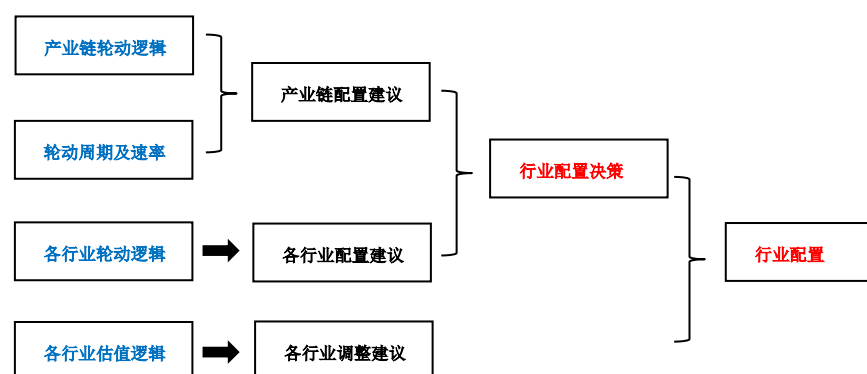 产业链轮动逻辑
产业链配置建议
轮动周期及速率
行业配置决策
各行业轮动逻辑
各行业配置建议
行业配置
各行业估值逻辑
各行业调整建议